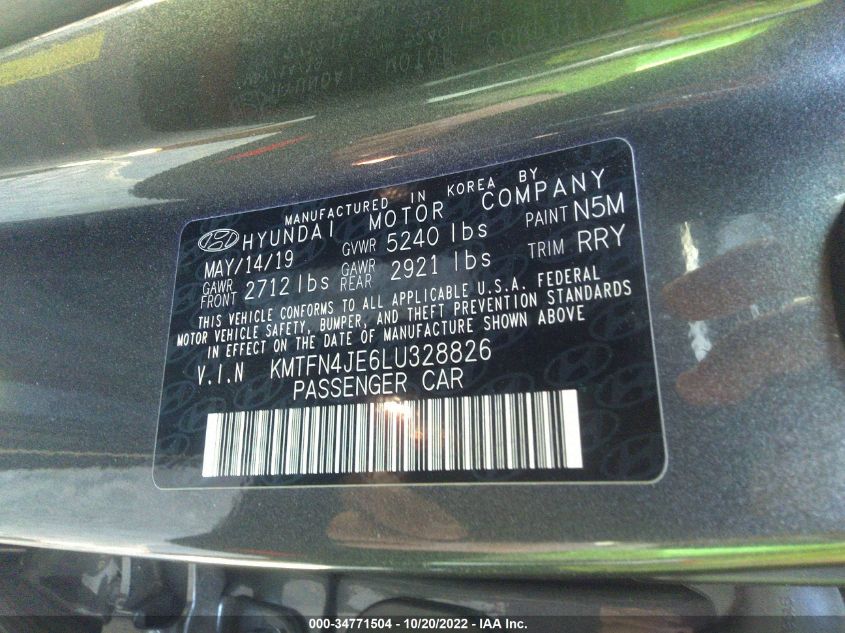 MANUFACTURED IN KOREA BY
HYUNDAI MOTOR COMPANY
MAY/14/19 GVWR 5240 lbs PAINT N5M
GAWR FRONT 2712 lbs GAWR REAR 2921 lbs TRIM RRY
THIS VEHICLE CONFORMS TO ALL APPLICABLE U.S.A. FEDERAL
MOTOR VEHICLE SAFETY, BUMPER, AND THEFT PREVENTION STANDARDS
IN EFFECT ON THE DATE OF MANUFACTURE SHOWN ABOVE
V.I.N KMTFN4JE6LU328826
PASSENGER CAR
000-34771504 - 10/20/2022 - IAA Inc.